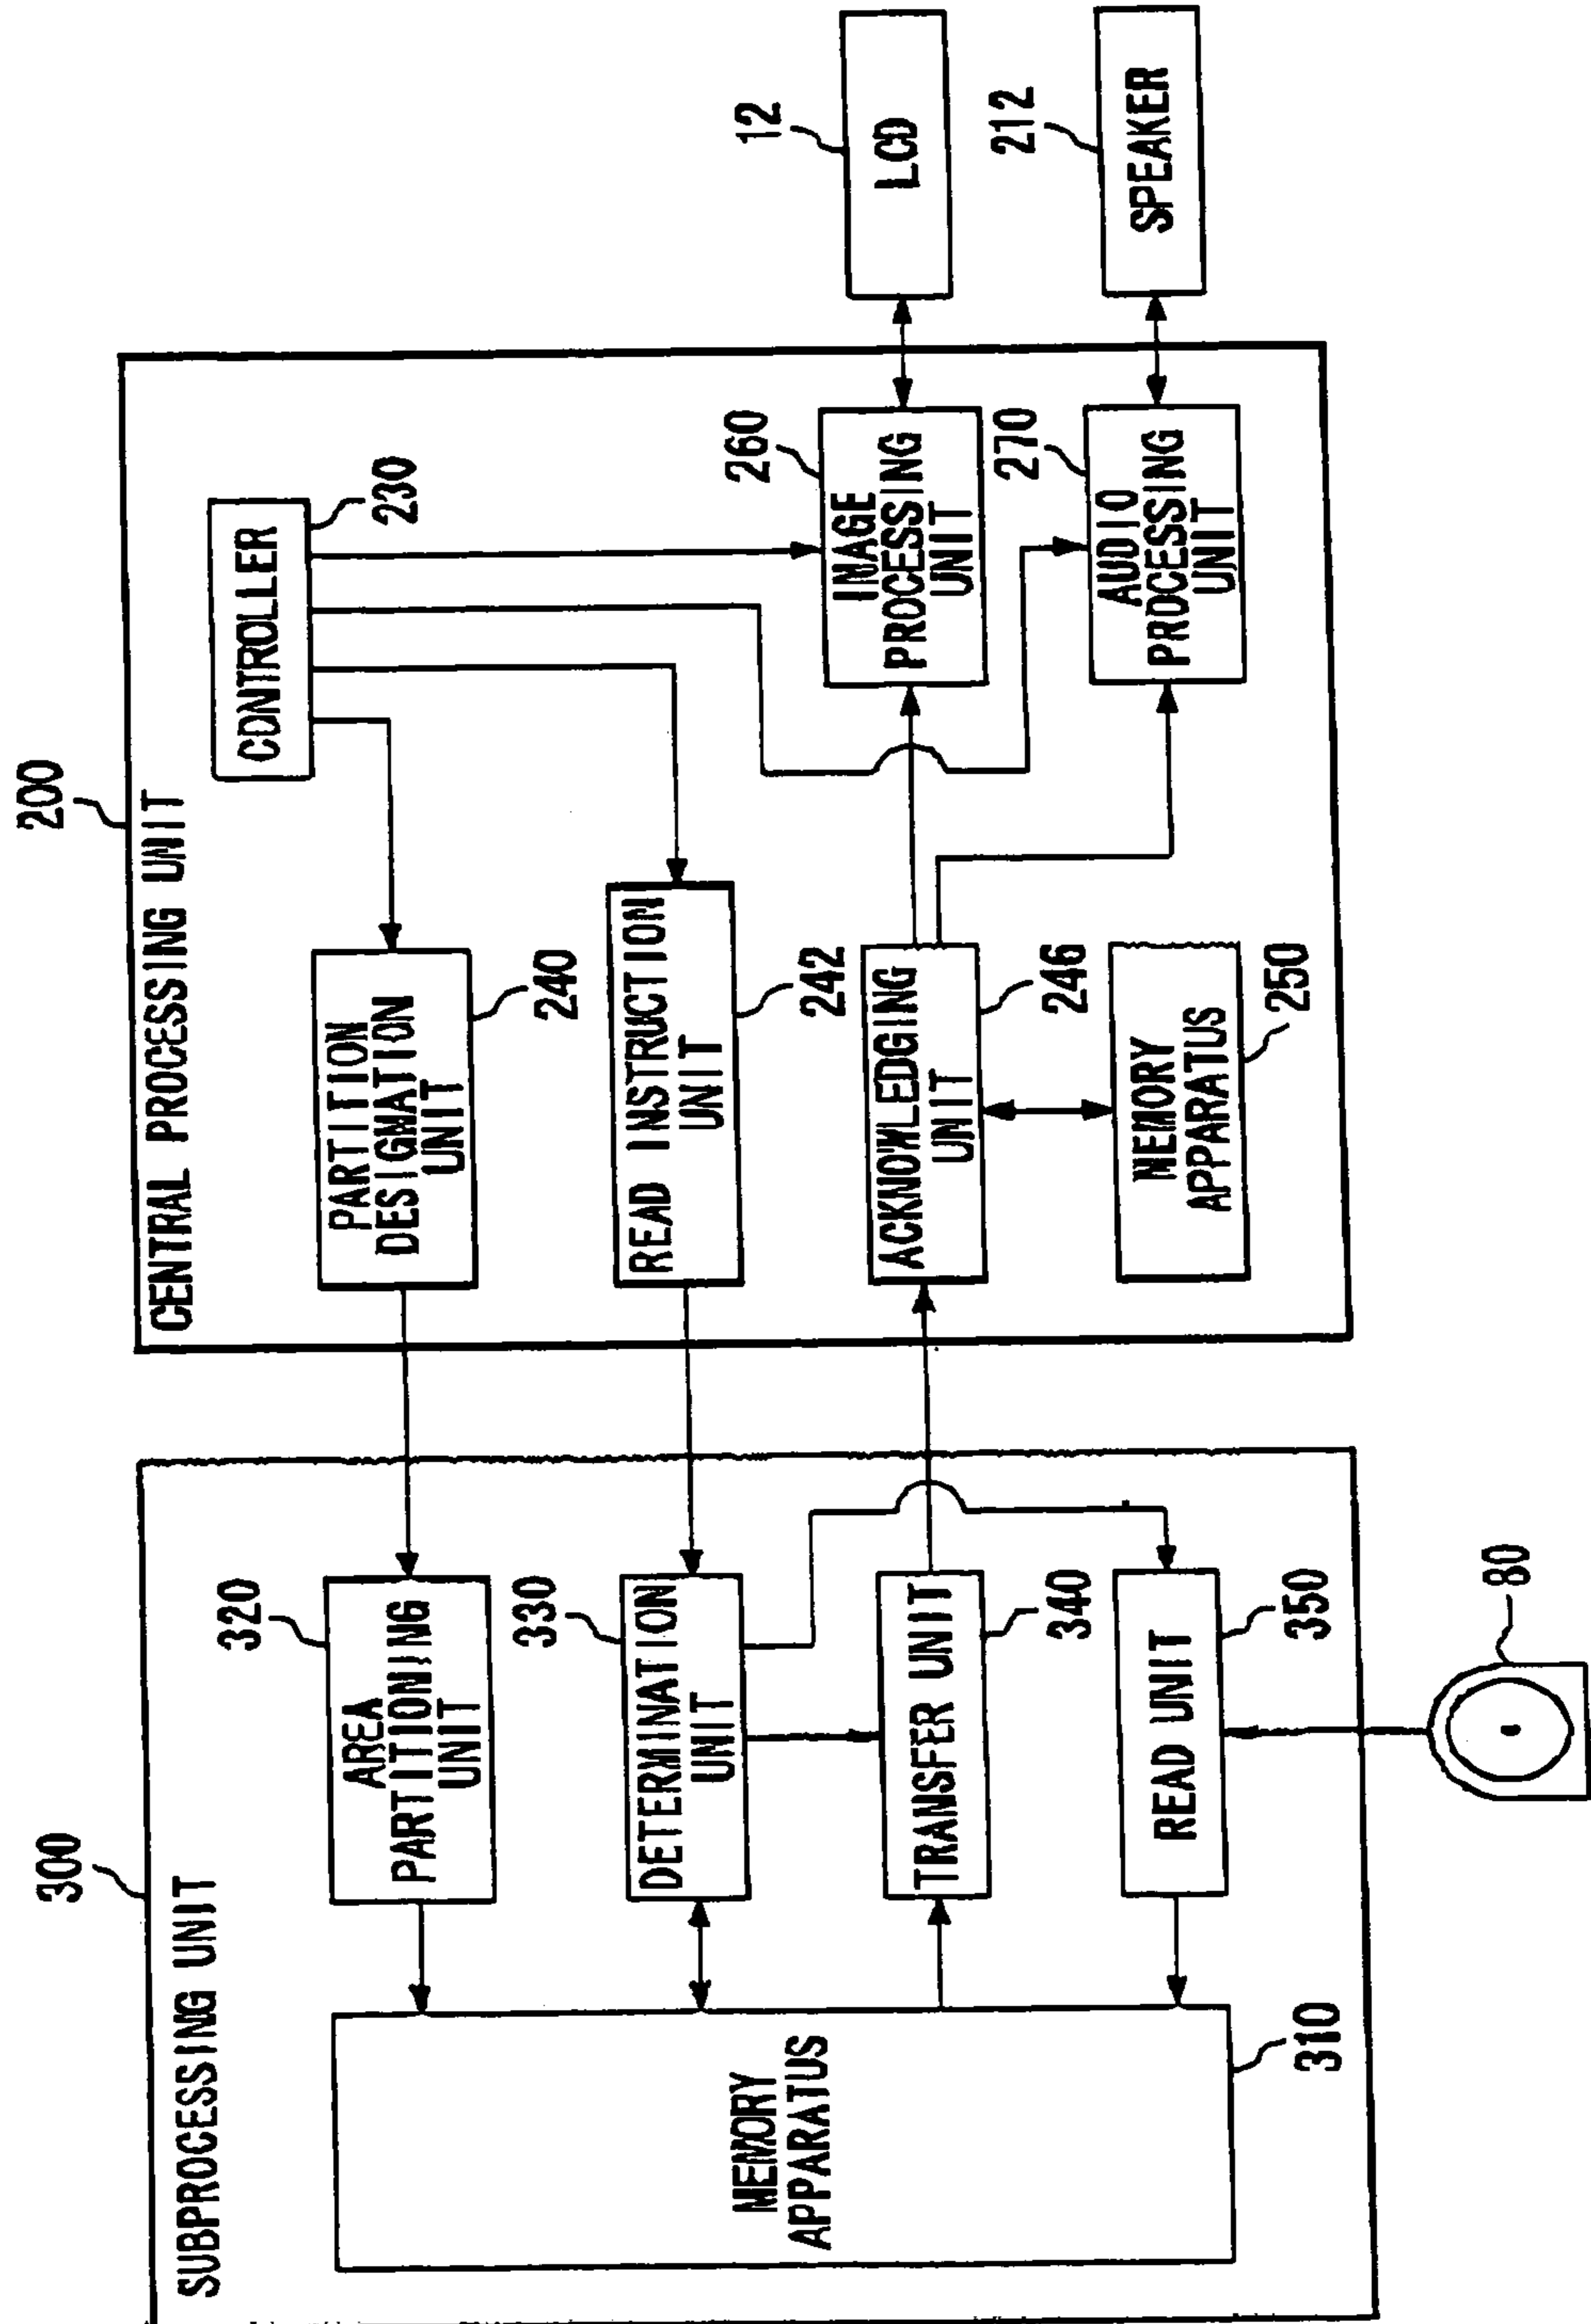 300
SUBPROCESSING UNIT
MEMORY
APPARATUS
310
320
AREA
PARTITIONING
UNIT
330
DETERMINATION
UNIT
TRANSFER UNIT
340
READ UNIT
350
80
200
CENTRAL PROCESSING UNIT
CONTROLLER
230
PARTITION
DESIGMATION
UNIT
240
READ INSTRUCTION
UNIT
242
ACKNOWLEDGING
UNIT
246
MEMORY
APPARATUS
250
260
IMAGE
PROCESSING
UNIT
270
AUDIO
PROCESSING
UNIT
12
LCD
212
SPEAKER